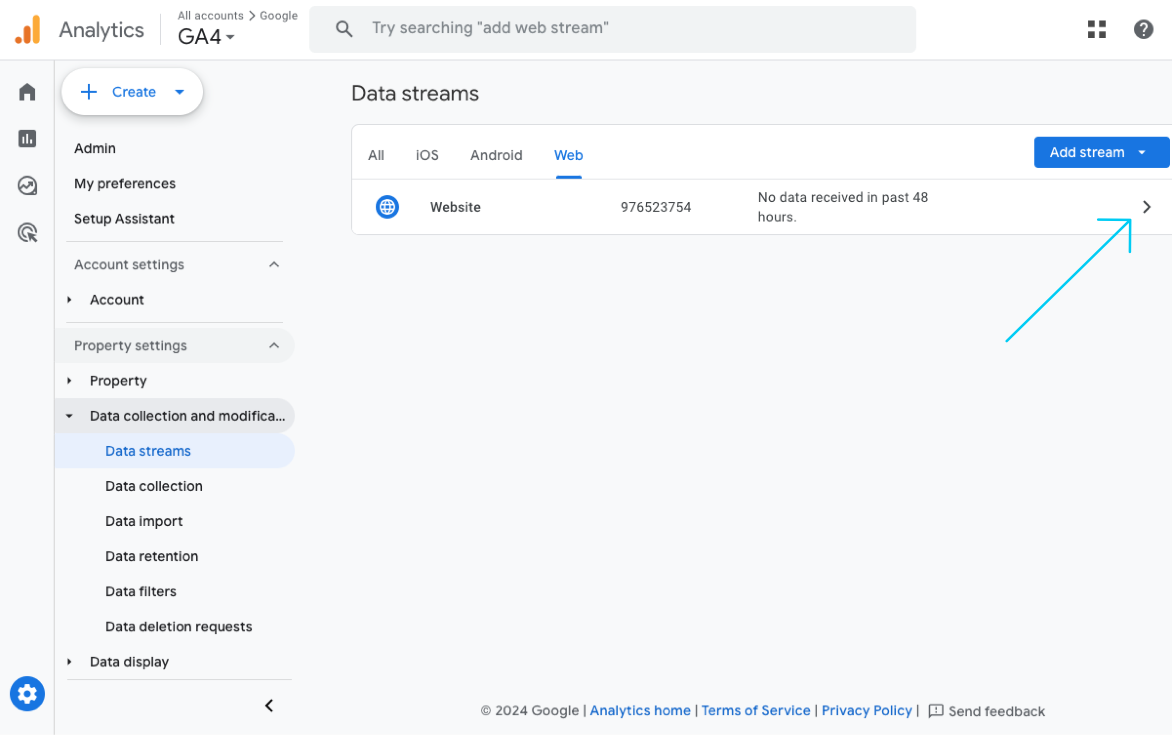 Analytics
All accounts > Google
GA4
Try searching "add web stream"
Create
Admin
My preferences
Setup Assistant
Account settings
Account
Property settings
Property
Data collection and modifica...
Data streams
Data collection
Data import
Data retention
Data filters
Data deletion requests
Data display
Data streams
All iOS Android Web
Add stream
Website 976523754 No data received in past 48
hours.
© 2024 Google | Analytics home | Terms of Service | Privacy Policy | Send feedback